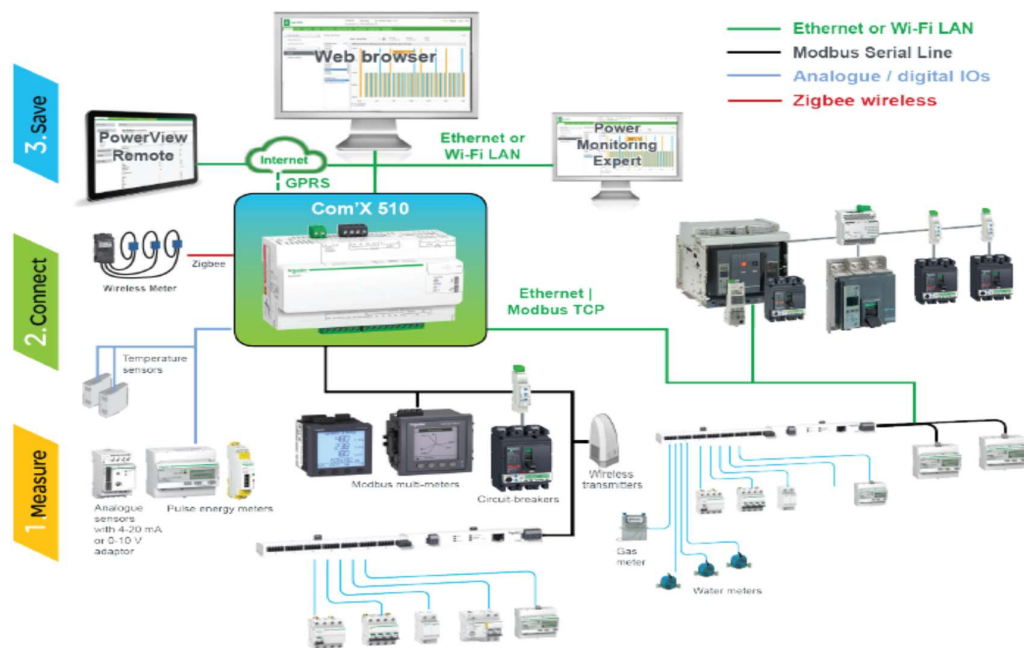 Ethernet or Wi-Fi LAN
Modbus Serial Line
Analogue / digital IOs
Zigbee wireless
3. Save
Web browser
PowerView
Remote
Internet
GPRS
Ethernet or
Wi-Fi LAN
Power
Monitoring
Expert
2. Connect
Com'X 510
Wireless Meter
Zigbee
Ethernet |
Modbus TCP
Temperature
sensors
1 Measure
Analogue
sensors
with 4-20 mA
or 0-10 V
adaptor
Pulse energy meters
Modbus multi-meters
Circuit-breakers
Wireless
transmitters
Gas
meter
Water meters